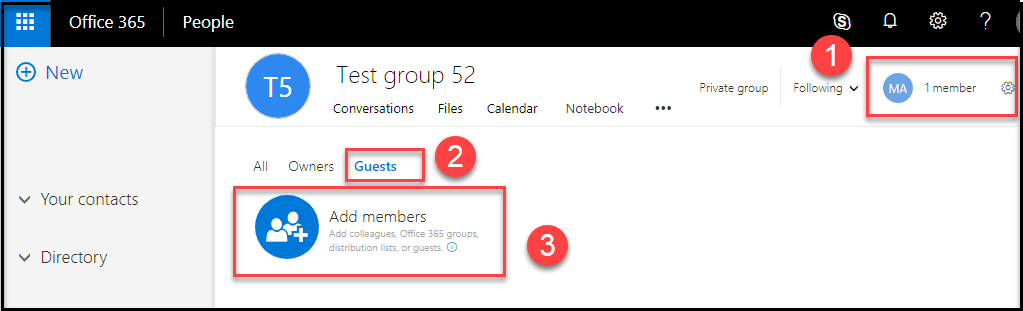 Office 365 People ?
New
T5
Test group 52
Conversations Files Calendar Notebook •••
Private group Following MA 1 member
1
All Owners Guests
2
Your contacts
Directory
Add members
Add colleagues, Office 365 groups,
distribution lists, or guests.
3